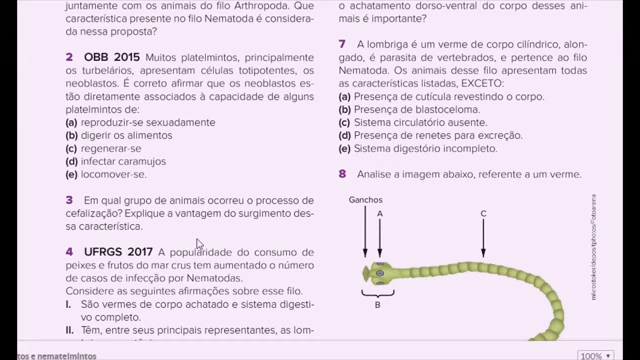 juntamente com os animais do filo Arthropoda. Que
característica presente no filo Nematoda é considera-
da nessa proposta?
2 OBB 2015 Muitos platelmintos, principalmente
os turbelários, apresentam células totipotentes, os
neoblastos. É correto afirmar que os neoblastos es-
tão diretamente associados à capacidade de alguns
platelmintos de:
(a) reproduzir-se sexuadamente
(b) digerir os alimentos
(c) regenerar-se
(d) infectar caramujos
(e) locomover-se.
3 Em qual grupo de animais ocorreu o processo de
cefalização? Explique a vantagem do surgimento des-
sa característica.
4 UFRGS 2017 A popularidade do consumo de
peixes e frutos do mar crus tem aumentado o número
de casos de infecção por Nematodas.
Considere as seguintes afirmações sobre esse filo.
I. São vermes de corpo achatado e sistema digesti-
vo completo.
II. Têm, entre seus principais representantes, as lom-
o achatamento dorso-ventral do corpo desses ani-
mais é importante?
7 A lombriga é um verme de corpo cilíndrico, alon-
gado, é parasita de vertebrados, e pertence ao filo
Nematoda. Os animais desse filo apresentam todas
as características listadas, EXCETO:
(a) Presença de cutícula revestindo o corpo.
(b) Presença de blastoceloma.
(c) Sistema circulatório ausente.
(d) Presença de renetes para excreção.
(e) Sistema digestório incompleto.
8 Analise a imagem abaixo, referente a um verme.
Ganchos
A
C
B
tos e nematelmintos
100%